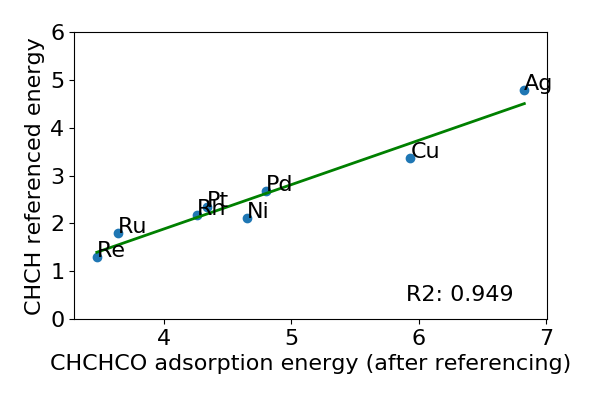 CHCH referenced energy
6
5
4
3
2
1
0
Ag
Cu
Pd
Pt
Rh
Ni
Ru
Re
R2: 0.949
4 5 6 7
CHCHCO adsorption energy (after referencing)